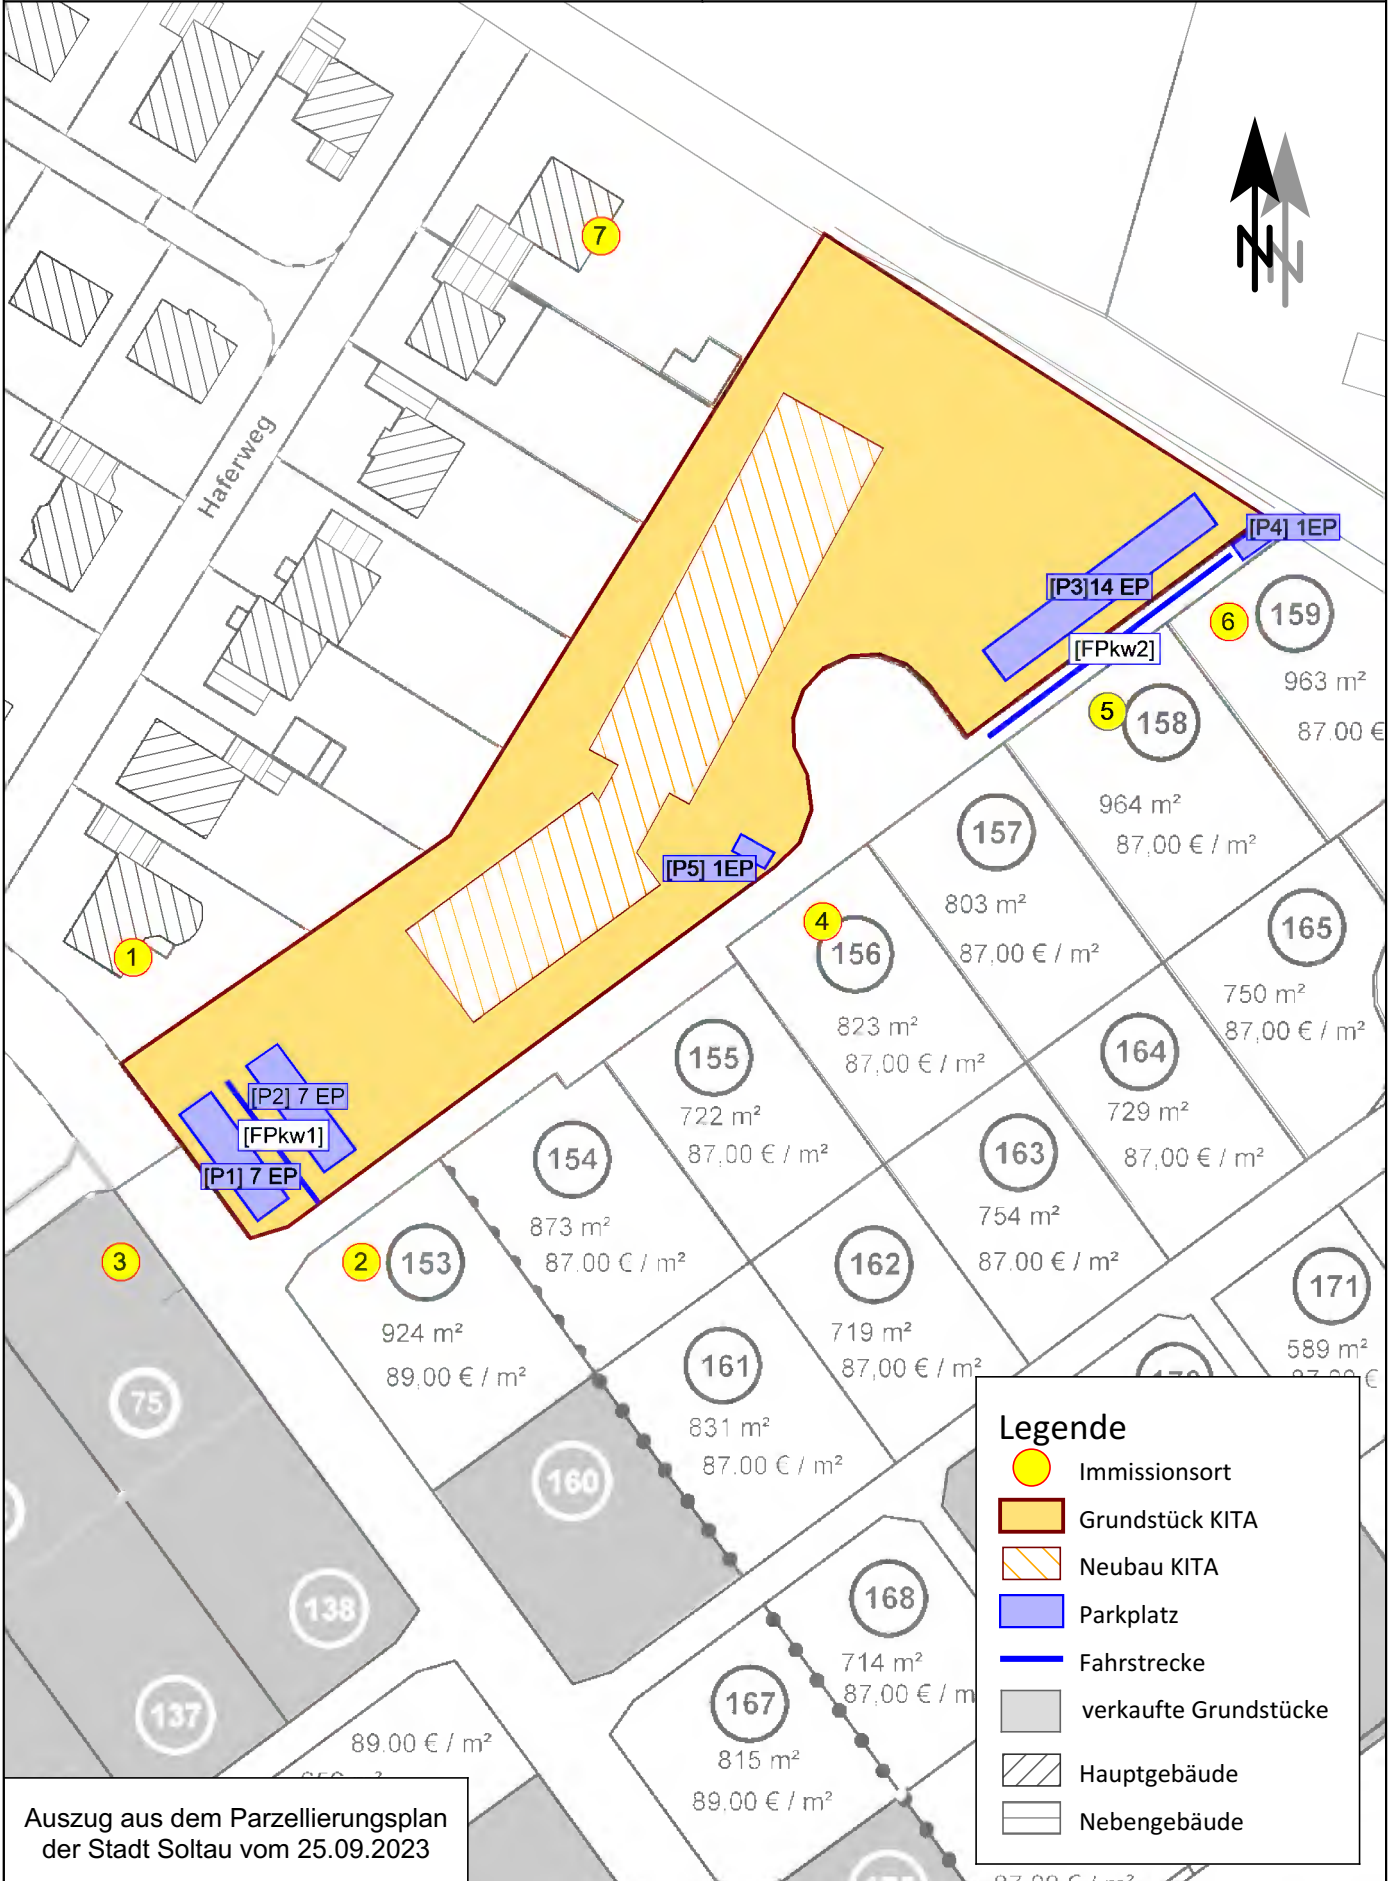 N
N
7
Haferweg
[P4] 1EP
[P3]14 EP
6
159
[FPkw2]
963 m²
5
158
87.00 €
964 m²
157
87,00 € / m²
[P5] 1EP
803 m²
4
156
87,00 € / m²
165
1
750 m²
823 m²
87,00 € / m²
155
87,00 € / m²
164
[P2] 7 EP
722 m²
729 m²
[FPkw1]
87,00 € / m²
154
163
87,00 € / m²
[P1] 7 EP
873 m²
754 m²
3
2
153
87.00 € / m²
162
87.00 € / m²
171
924 m²
719 m²
589 m²
89,00 € / m²
161
87,00 € / m²
75
831 m²
87.00 € / m²
160
138
168
714 m²
87,00 € / m
137
167
89.00 € / m²
815 m²
89,00 € / m²
Legende
Immissionsort
Grundstück KITA
Neubau KITA
Parkplatz
Fahrstrecke
verkaufte Grundstücke
Hauptgebäude
Nebengebäude
Auszug aus dem Parzellierungsplan
der Stadt Soltau vom 25.09.2023